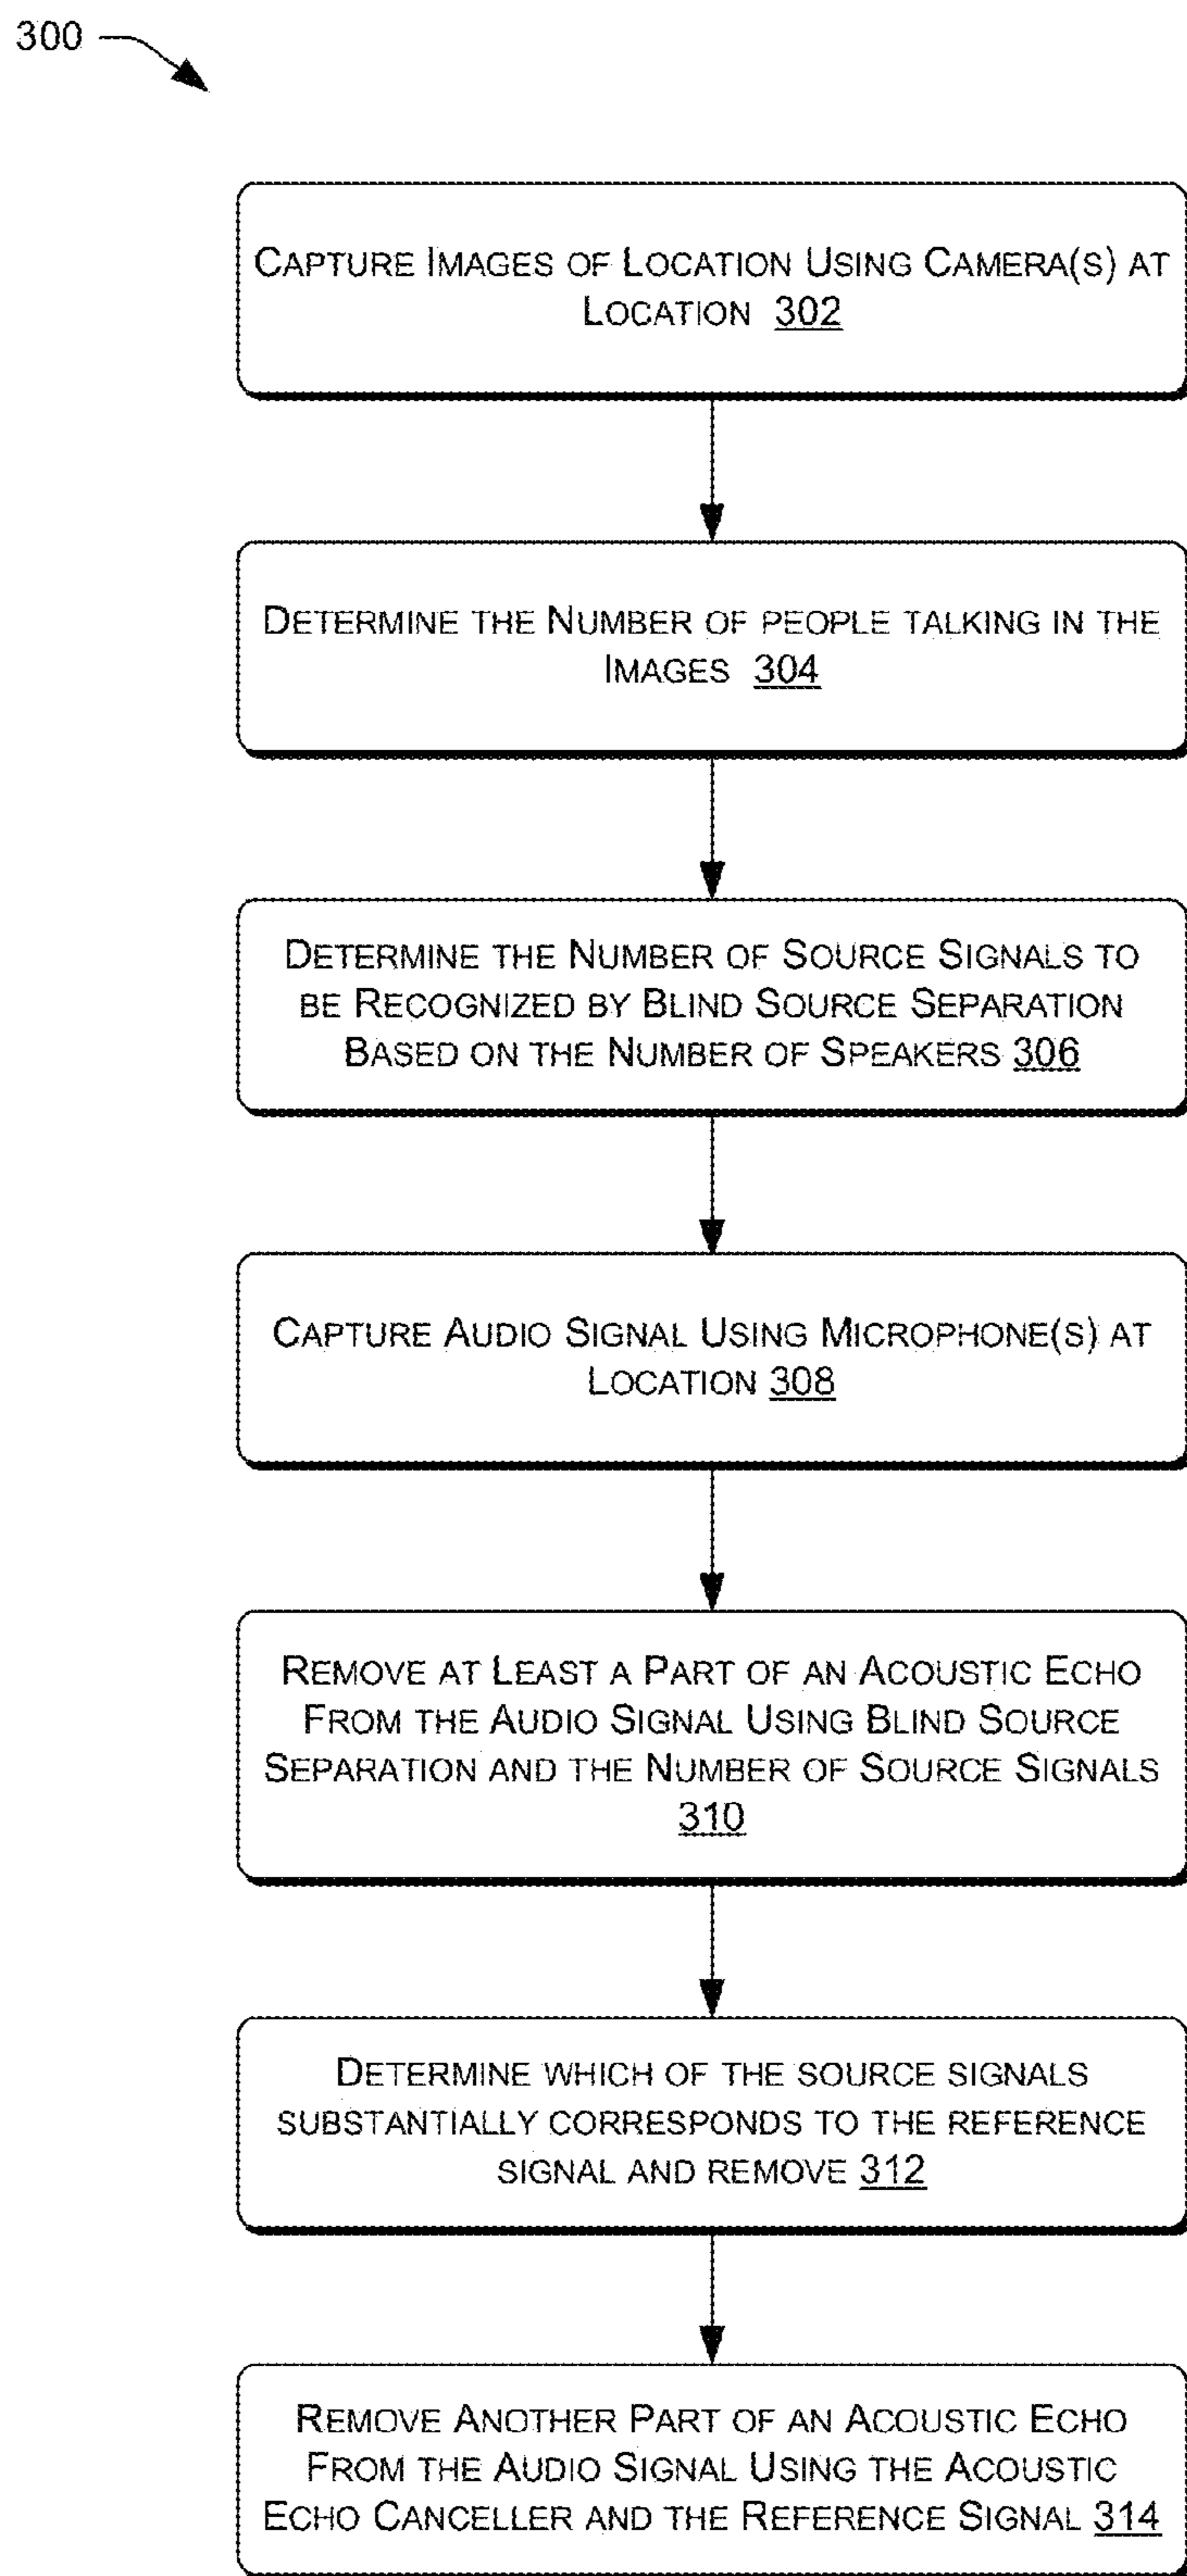 300
CAPTURE IMAGES OF LOCATION USING CAMERA(S) AT
LOCATION 302
DETERMINE THE NUMBER OF PEOPLE TALKING IN THE
IMAGES 304
DETERMINE THE NUMBER OF SOURCE SIGNALS TO
BE RECOGNIZED BY BLIND SOURCE SEPARATION
BASED ON THE NUMBER OF SPEAKERS 306
CAPTURE AUDIO SIGNAL USING MICROPHONE(S) AT
LOCATION 308
REMOVE AT LEAST A PART OF AN ACOUSTIC ECHO
FROM THE AUDIO SIGNAL USING BLIND SOURCE
SEPARATION AND THE NUMBER OF SOURCE SIGNALS
310
DETERMINE WHICH OF THE SOURCE SIGNALS
SUBSTANTIALLY CORRESPONDS TO THE REFERENCE
SIGNAL AND REMOVE 312
REMOVE ANOTHER PART OF AN ACOUSTIC ECHO
FROM THE AUDIO SIGNAL USING THE ACOUSTIC
ECHO CANCELLER AND THE REFERENCE SIGNAL 314